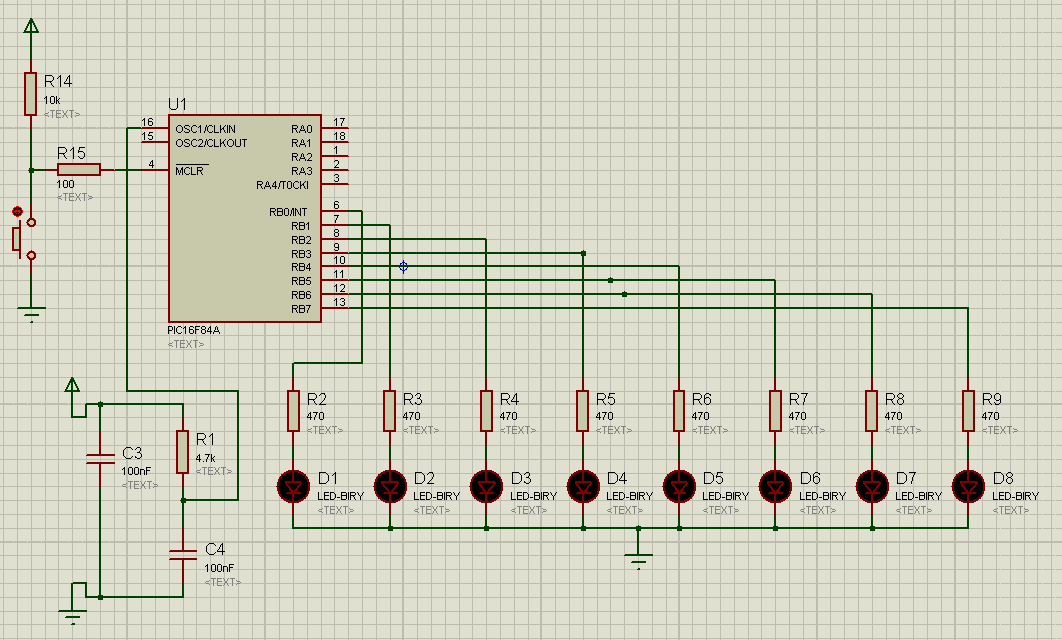 R14
10k
<TEXT>
R15
100
<TEXT>
U1
16
15
4
OSC1/CLKIN
OSC2/CLKOUT
MCLR
RA0
RA1
RA2
RA3
RA4/T0CKI
RB0/INT
RB1
RB2
RB3
RB4
RB5
RB6
RB7
17
18
1
2
3
6
7
8
9
10
11
12
13
PIC16F84A
<TEXT>
R2
470
<TEXT>
R3
470
<TEXT>
R4
470
<TEXT>
R5
470
<TEXT>
R6
470
<TEXT>
R7
470
<TEXT>
R8
470
<TEXT>
R9
470
<TEXT>
C3
100nF
<TEXT>
R1
4.7k
<TEXT>
D1
LED-BIRY
<TEXT>
D2
LED-BIRY
<TEXT>
D3
LED-BIRY
<TEXT>
D4
LED-BIRY
<TEXT>
D5
LED-BIRY
<TEXT>
D6
LED-BIRY
<TEXT>
D7
LED-BIRY
<TEXT>
D8
LED-BIRY
<TEXT>
C4
100nF
<TEXT>